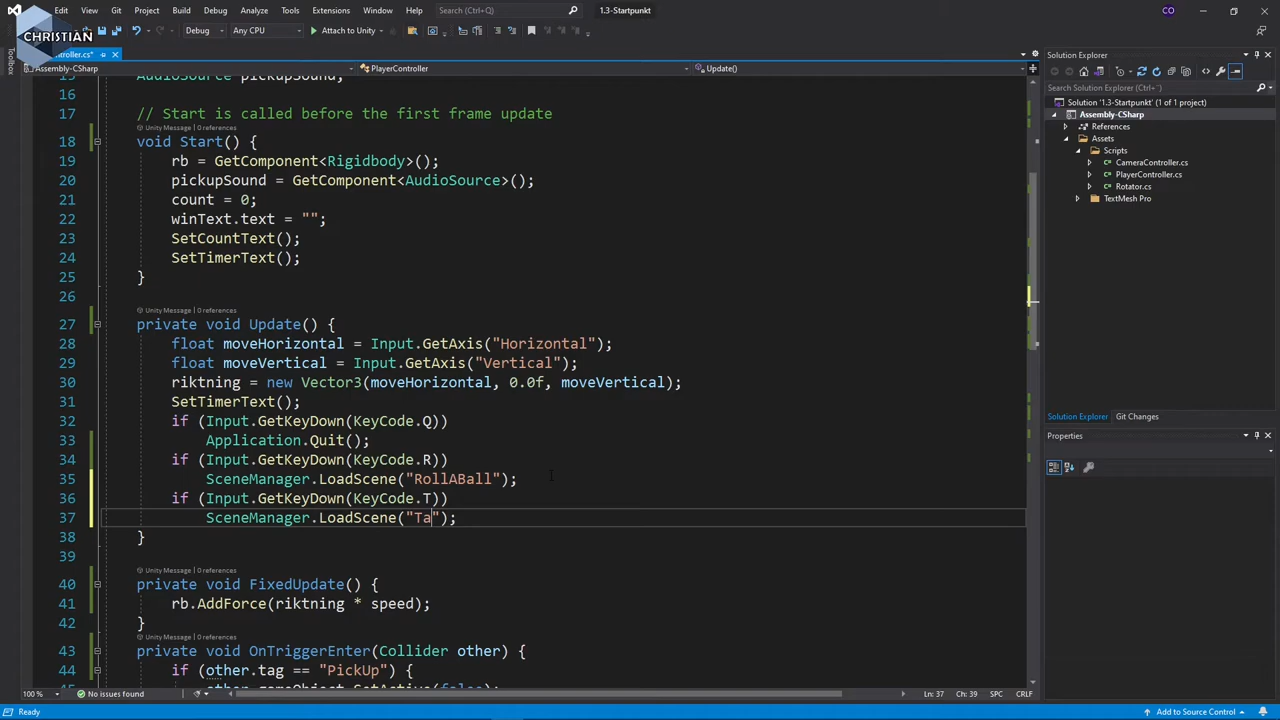 File Edit View Git Project Build Debug Analyze Tools Extensions Window Help Search (Ctrl+Q) 1.3-Startpunkt CO
CHRISTIAN
Debug Any CPU Attach to Unity
Toolbox
ntroller.cs*
Assembly-CSharp PlayerController Update()
15 AudioSource pickupSound;
16
17 // Start is called before the first frame update
Unity Message | 0 references
18 void Start() {
19 rb = GetComponent<Rigidbody>();
20 pickupSound = GetComponent<AudioSource>();
21 count = 0;
22 winText.text = "";
23 SetCountText();
24 SetTimerText();
25 }
26
Unity Message | 0 references
27 private void Update() {
28 float moveHorizontal = Input.GetAxis("Horizontal");
29 float moveVertical = Input.GetAxis("Vertical");
30 riktning = new Vector3(moveHorizontal, 0.0f, moveVertical);
31 SetTimerText();
32 if (Input.GetKeyDown(KeyCode.Q))
33 Application.Quit();
34 if (Input.GetKeyDown(KeyCode.R))
35 SceneManager.LoadScene("RollABall");
36 if (Input.GetKeyDown(KeyCode.T))
37 SceneManager.LoadScene("Ta");
38 }
39
Unity Message | 0 references
40 private void FixedUpdate() {
41 rb.AddForce(riktning * speed);
42 }
Unity Message | 0 references
43 private void OnTriggerEnter(Collider other) {
44 if (other.tag == "PickUp") {
45 other.gameObject.SetActive(false);
100 % No issues found Ln: 37 Ch: 39 SPC CRLF
Ready Add to Source Control
Solution Explorer
Search Solution Explorer (Ctrl+')
Solution '1.3-Startpunkt' (1 of 1 project)
Assembly-CSharp
References
Assets
Scripts
CameraController.cs
PlayerController.cs
Rotator.cs
TextMesh Pro
Solution Explorer Git Changes
Properties